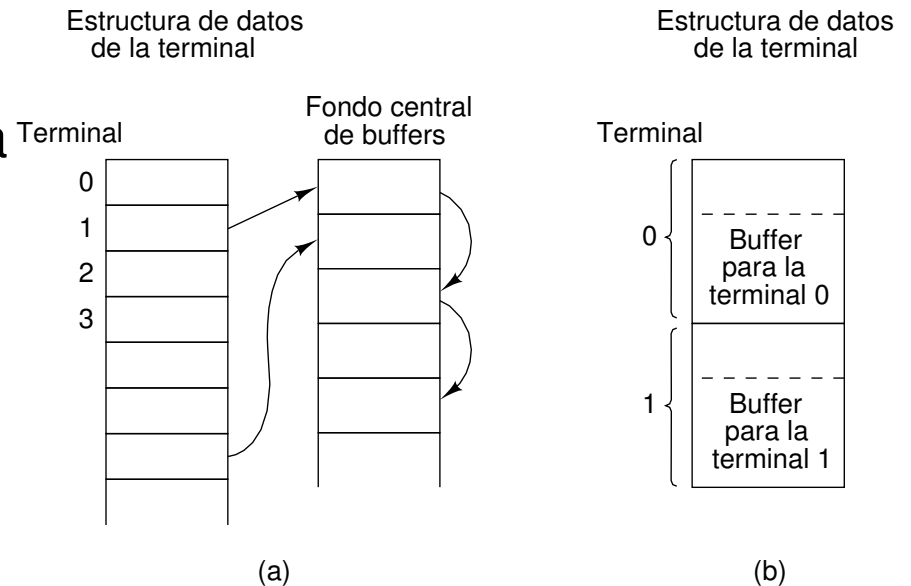 Estructura de datos
de la terminal
a
Terminal
Fondo central
de buffers
0
1
2
3
(a)
Estructura de datos
de la terminal
Terminal
0
Buffer
para la
terminal 0
1
Buffer
para la
terminal 1
(b)